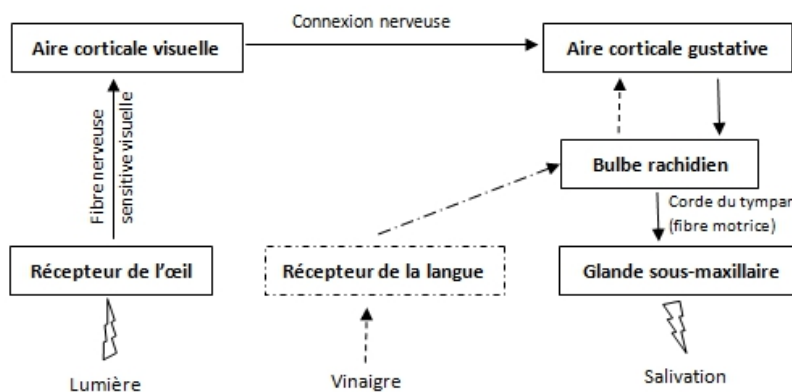 Connexion nerveuse
Aire corticale visuelle
Aire corticale gustative
Fibre nerveuse
sensitive visuelle
Bulbe rachidien
Corde du tympan
(fibre motrice)
Récepteur de l'œil
Récepteur de la langue
Glande sous-maxillaire
Lumière
Vinaigre
Salivation